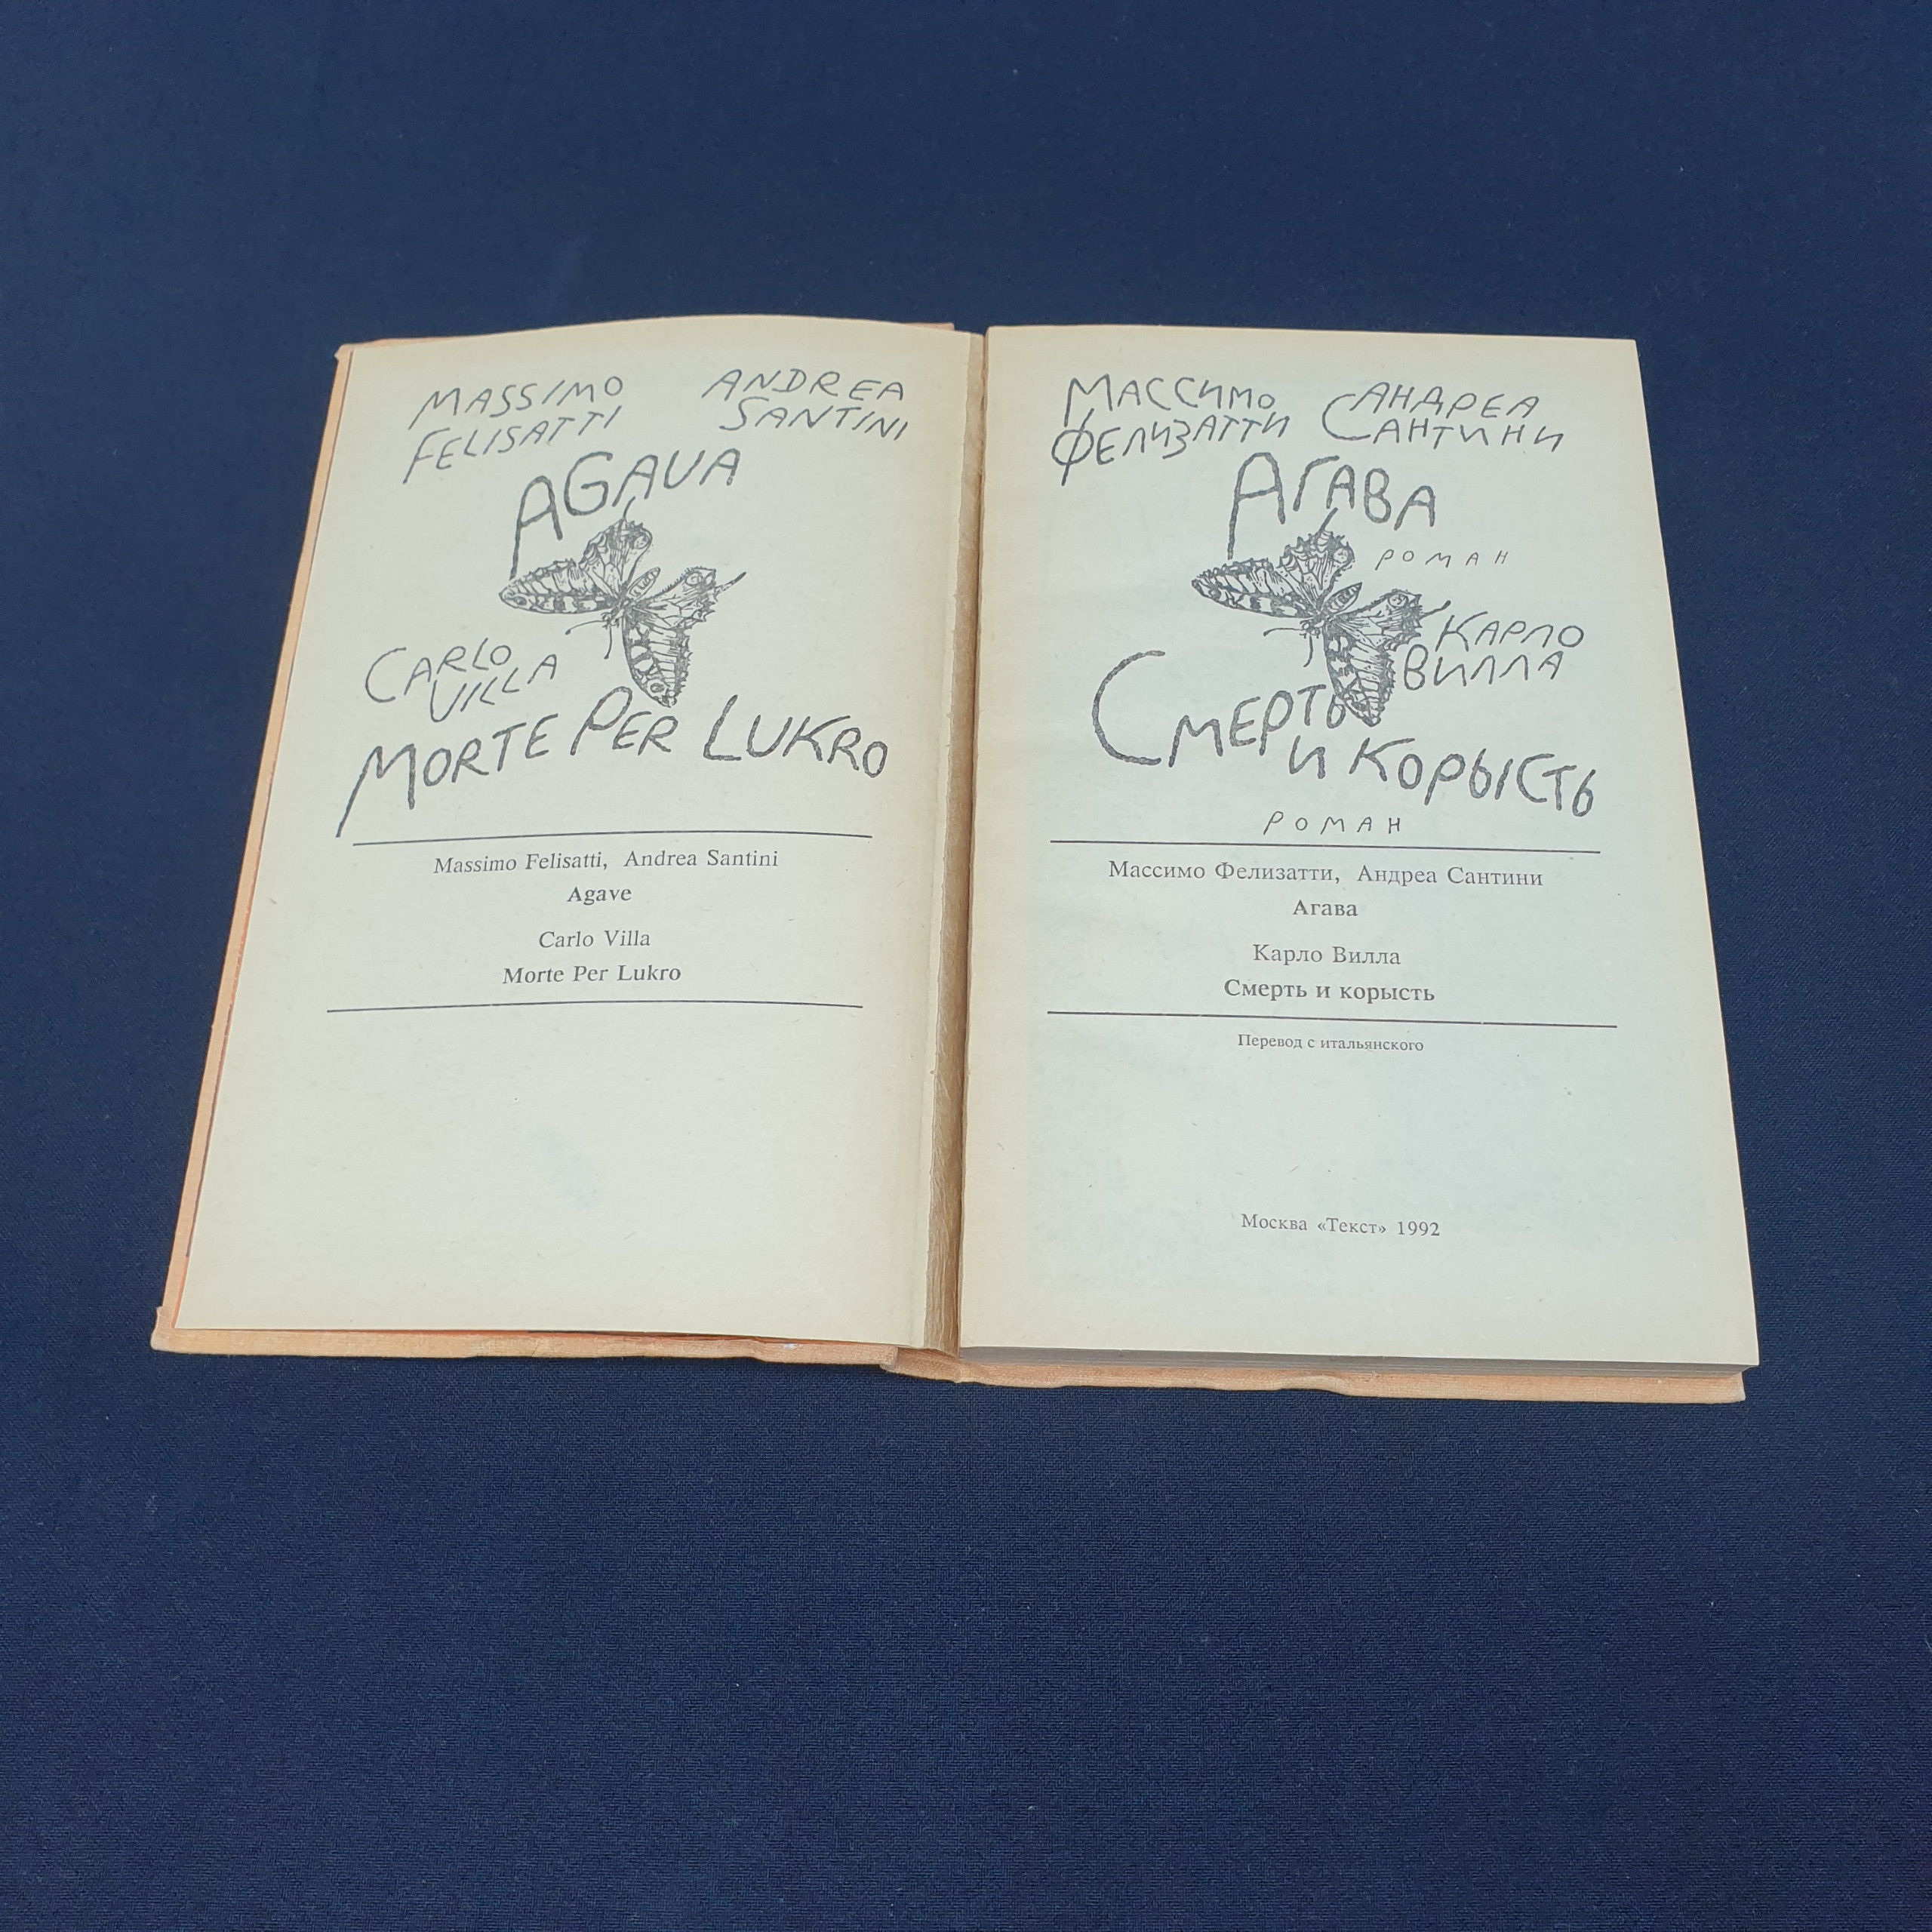 MASSIMO ANDREA
FELISATTI SANTINI
AGAVA
CARLO
VILLA
MORTE PER LUKRO
Massimo Felisatti, Andrea Santini
Agave
Carlo Villa
Morte Per Lukro
МАССИМО АНДРЕА
ФЕЛИЗАТТИ САНТИНИ
АГАВА
РОМАН
КАРЛО
ВИЛЛА
СМЕРТЬ
И КОРЫСТЬ
РОМАН
Массимо Фелизатти, Андреа Сантини
Агава
Карло Вилла
Смерть и корысть
Перевод с итальянского
Москва «Текст» 1992